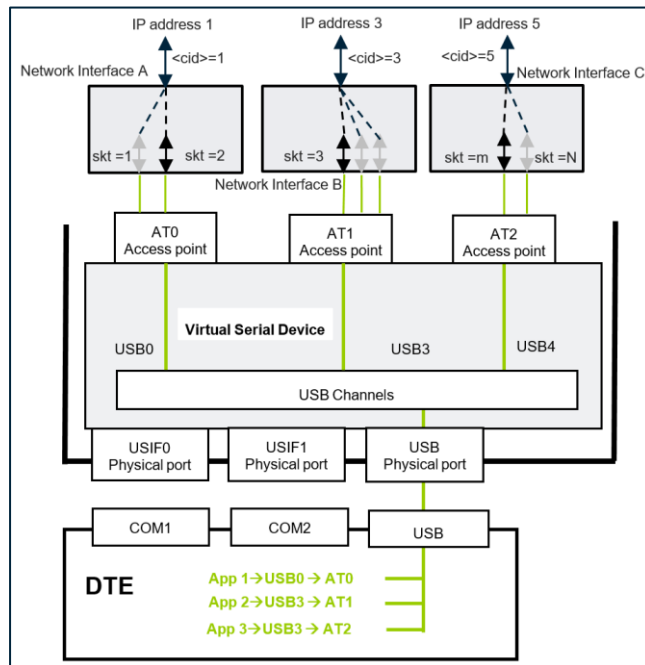 IP address 1
IP address 3
IP address 5
<cid>=1
<cid>=3
<cid>=5
Network Interface A
Network Interface C
skt =1
skt =2
skt =3
skt =m
skt =N
Network Interface B
AT0
Access point
AT1
Access point
AT2
Access point
Virtual Serial Device
USB0
USB3
USB4
USB Channels
USIF0
Physical port
USIF1
Physical port
USB
Physical port
COM1
COM2
USB
DTE
App 1→USB0 → AT0
App 2→USB3 → AT1
App 3→USB3 → AT2